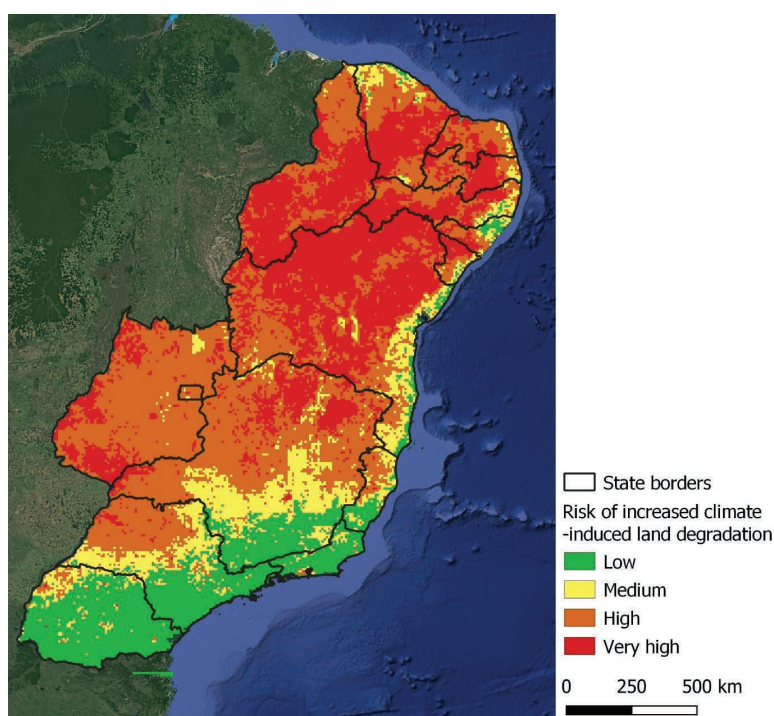 State borders
Risk of increased climate
-induced land degradation
Low
Medium
High
Very high
0 250 500 km